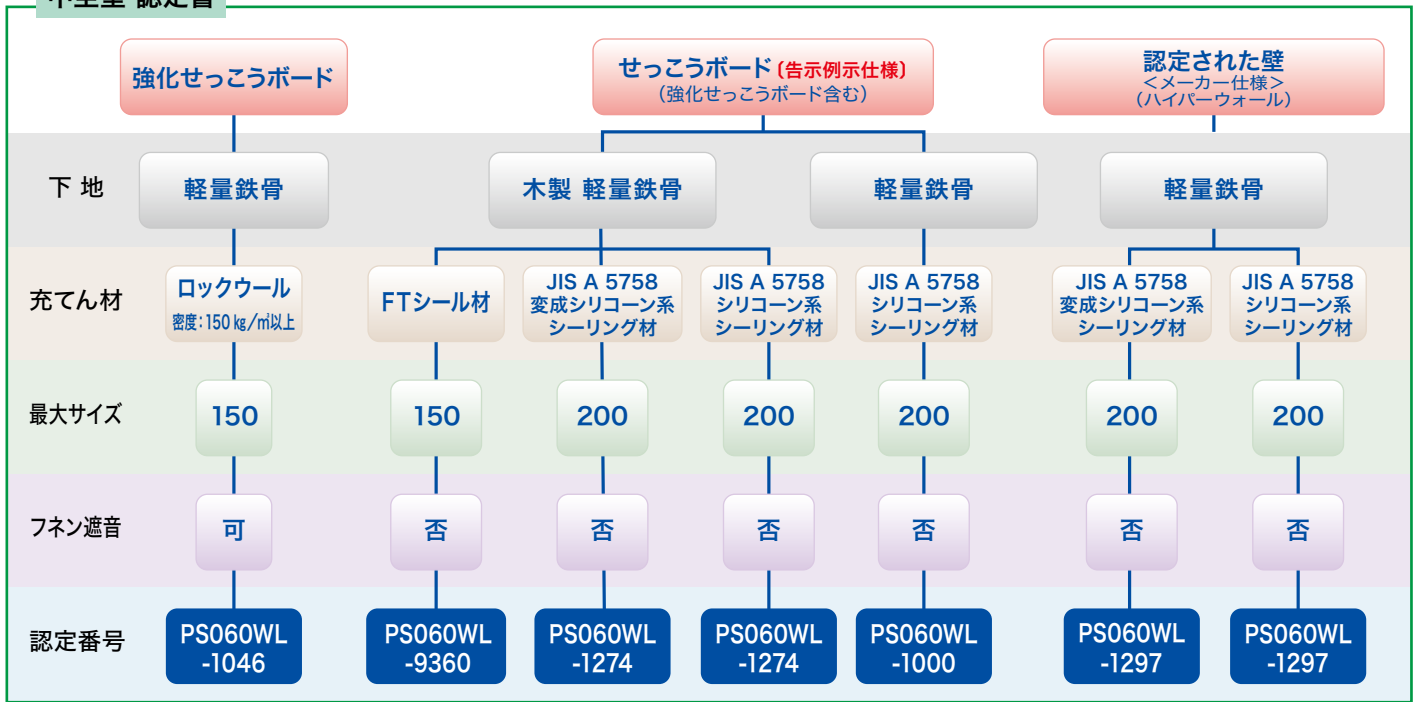 強化せっこうボード
せっこうボード〔告示例示仕様〕
(強化せっこうボード含む)
認定された壁
<メーカー仕様>
(ハイパーウォール)
下 地
軽量鉄骨
木製 軽量鉄骨
軽量鉄骨
軽量鉄骨
充てん材
ロックウール
密度:150㎏/㎥以上
FTシール材
JIS A 5758
変成シリコーン系
シーリング材
JIS A 5758
シリコーン系
シーリング材
JIS A 5758
シリコーン系
シーリング材
JIS A 5758
変成シリコーン系
シーリング材
JIS A 5758
シリコーン系
シーリング材
最大サイズ
150
150
200
200
200
200
200
フネン遮音
可
否
否
否
否
否
否
認定番号
PS060WL
-1046
PS060WL
-9360
PS060WL
-1274
PS060WL
-1274
PS060WL
-1000
PS060WL
-1297
PS060WL
-1297